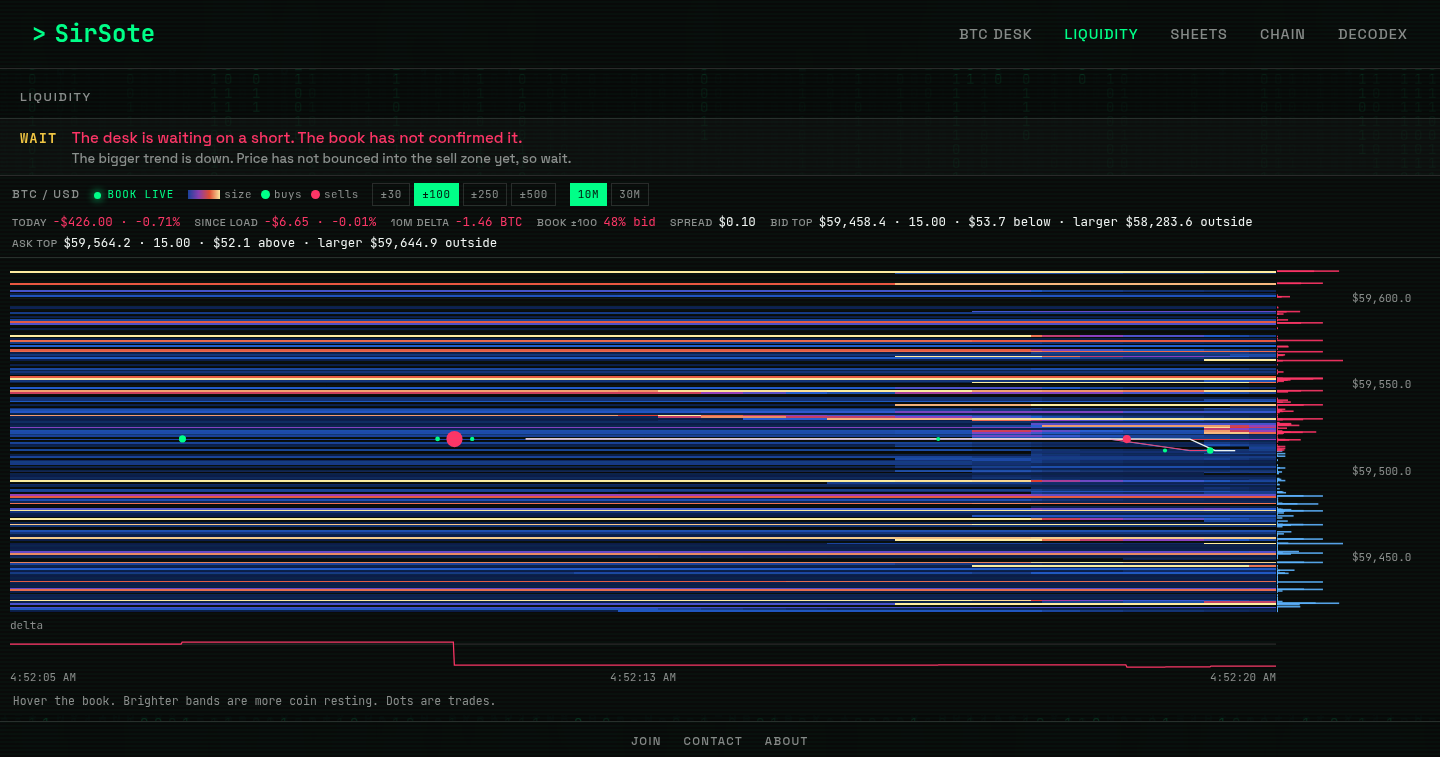 > SirSote
BTC DESK LIQUIDITY SHEETS CHAIN DECODEX
LIQUIDITY
WAIT The desk is waiting on a short. The book has not confirmed it.
The bigger trend is down. Price has not bounced into the sell zone yet, so wait.
BTC / USD BOOK LIVE size buys sells ±30 ±100 ±250 ±500 10M 30M
TODAY -$426.00 · -0.71% SINCE LOAD -$6.65 · -0.01% 10M DELTA -1.46 BTC BOOK ±100 48% bid SPREAD $0.10 BID TOP $59,458.4 · 15.00 · $53.7 below · larger $58,283.6 outside
ASK TOP $59,564.2 · 15.00 · $52.1 above · larger $59,644.9 outside
$59,600.0
$59,550.0
$59,500.0
$59,450.0
delta
4:52:05 AM 4:52:13 AM 4:52:20 AM
Hover the book. Brighter bands are more coin resting. Dots are trades.
JOIN CONTACT ABOUT